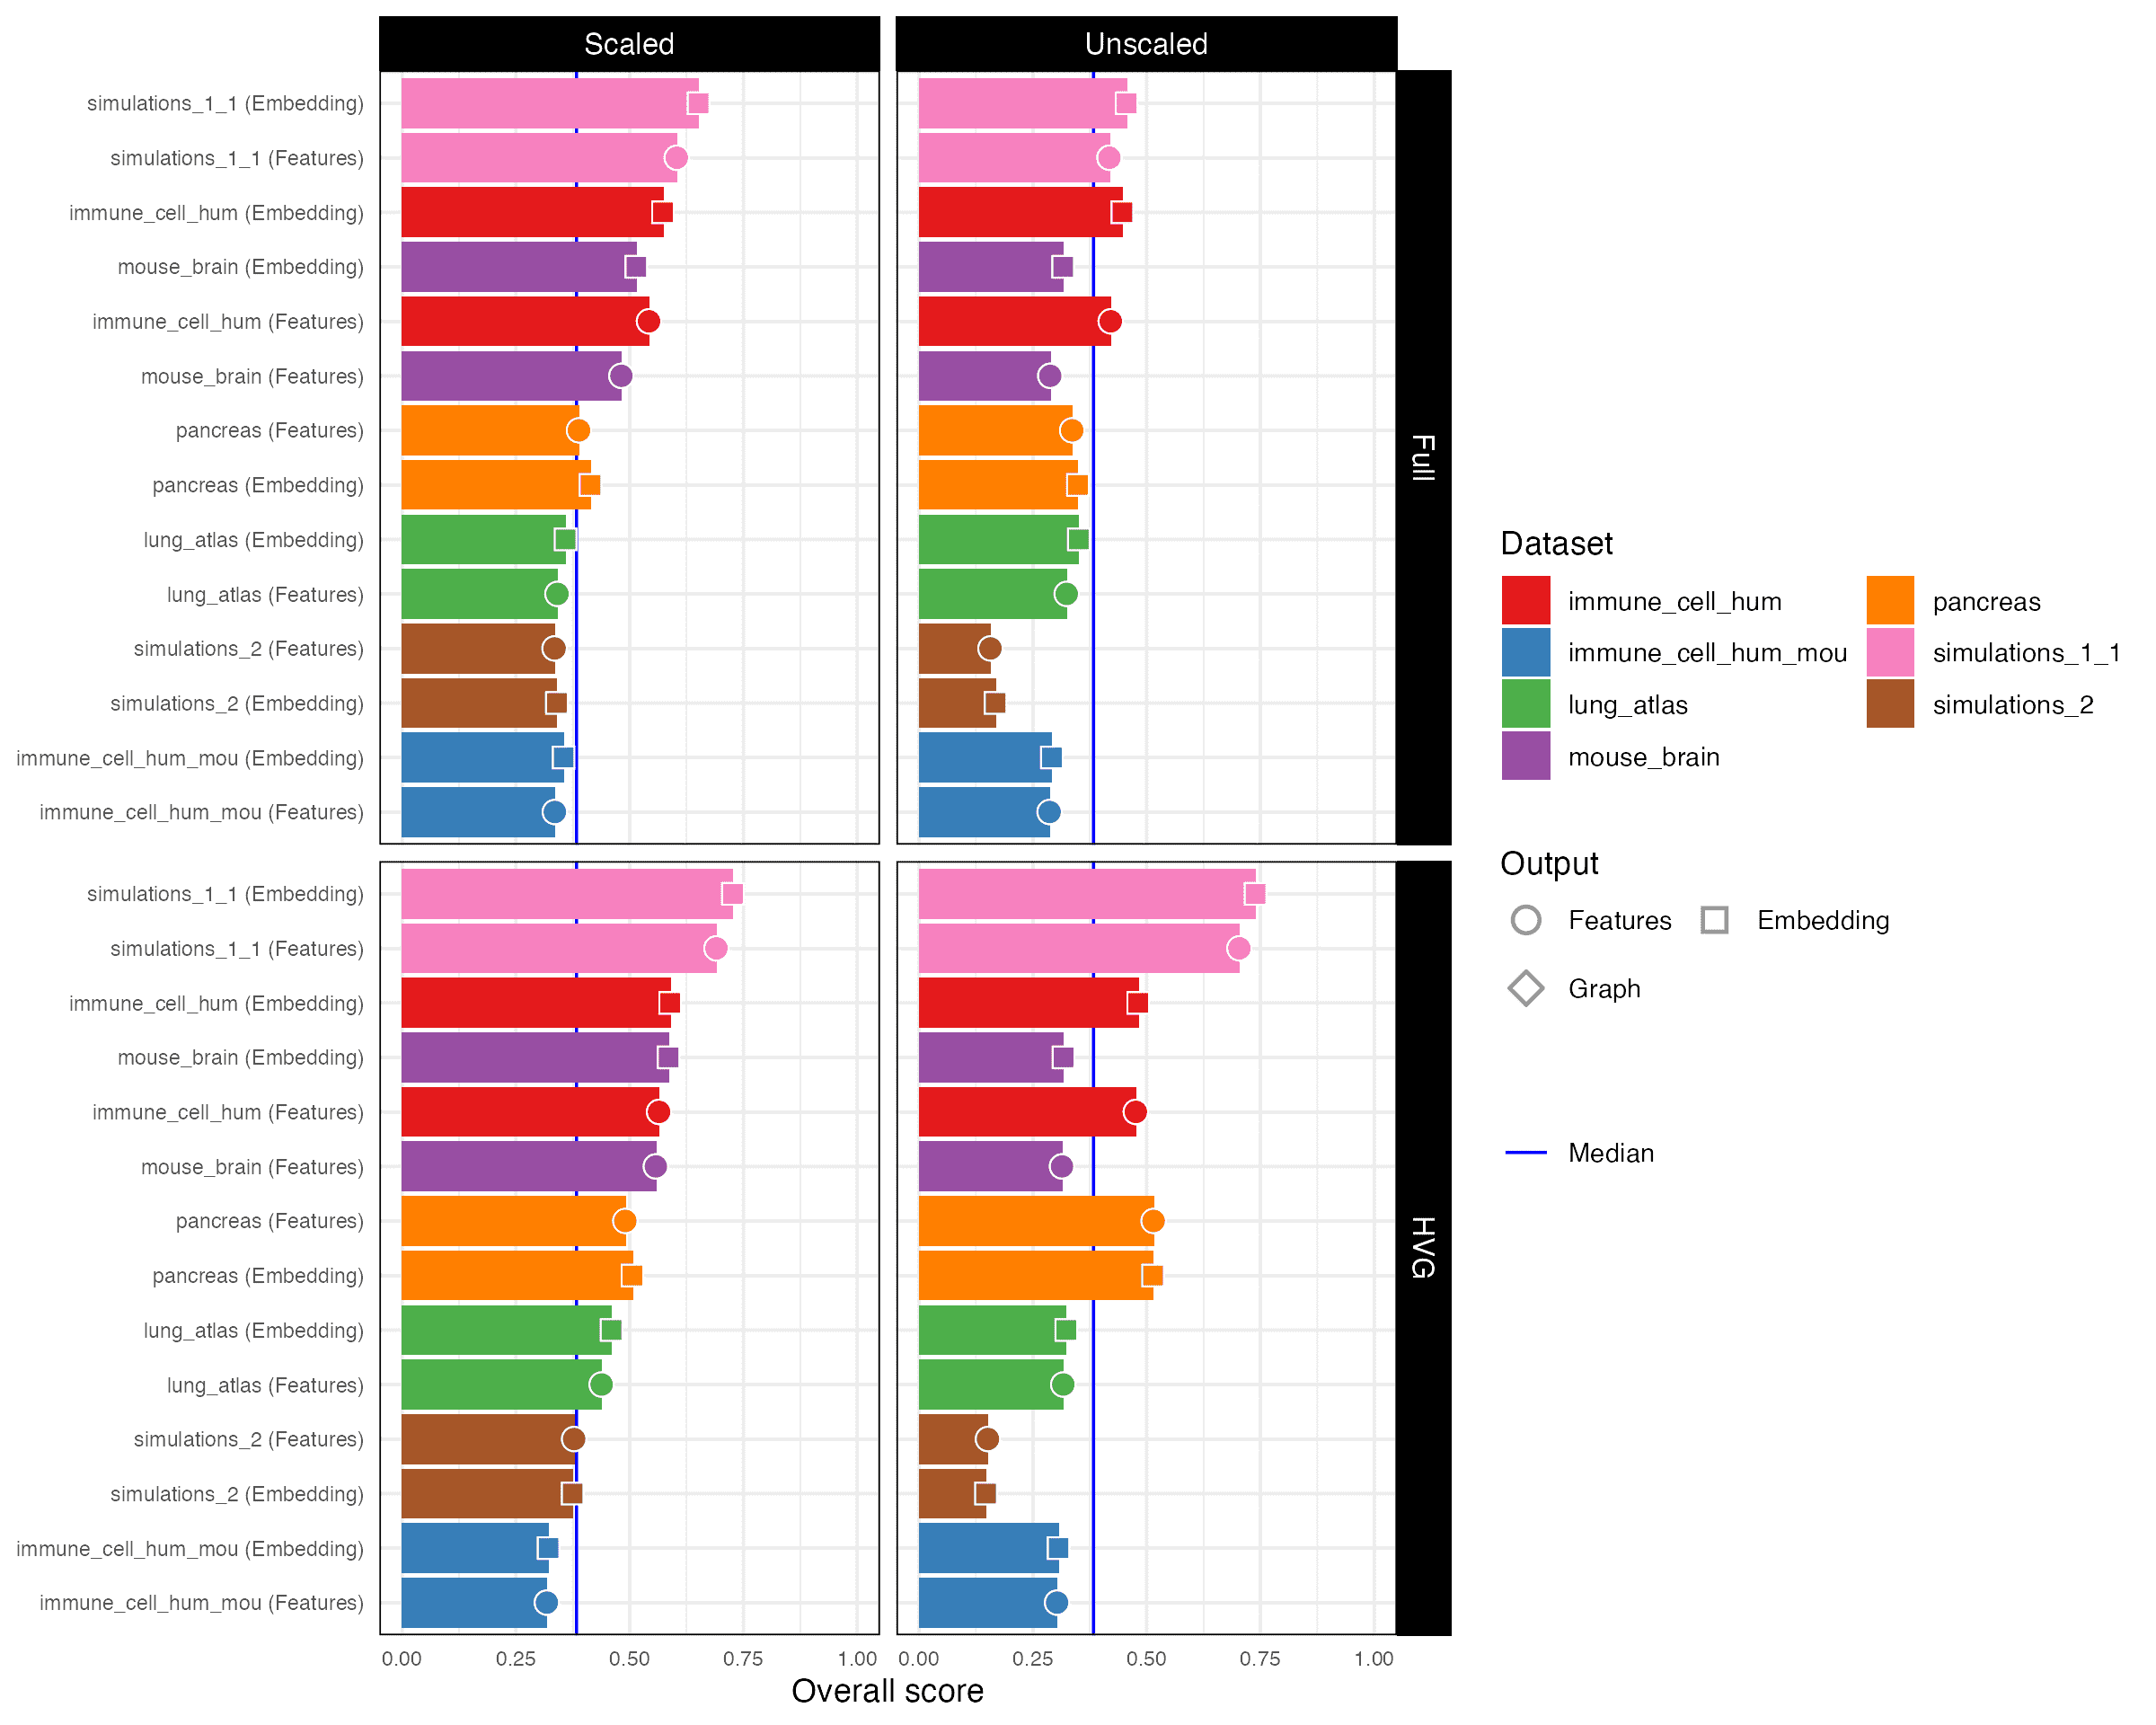 Scaled
Unscaled
simulations_1_1 (Embedding)
simulations_1_1 (Features)
immune_cell_hum (Embedding)
mouse_brain (Embedding)
immune_cell_hum (Features)
mouse_brain (Features)
pancreas (Features)
pancreas (Embedding)
lung_atlas (Embedding)
lung_atlas (Features)
simulations_2 (Features)
simulations_2 (Embedding)
immune_cell_hum_mou (Embedding)
immune_cell_hum_mou (Features)
Full
simulations_1_1 (Embedding)
simulations_1_1 (Features)
immune_cell_hum (Embedding)
mouse_brain (Embedding)
immune_cell_hum (Features)
mouse_brain (Features)
pancreas (Features)
pancreas (Embedding)
lung_atlas (Embedding)
lung_atlas (Features)
simulations_2 (Features)
simulations_2 (Embedding)
immune_cell_hum_mou (Embedding)
immune_cell_hum_mou (Features)
HVG
0.00 0.25 0.50 0.75 1.00
0.00 0.25 0.50 0.75 1.00
Overall score
Dataset
immune_cell_hum
immune_cell_hum_mou
lung_atlas
mouse_brain
pancreas
simulations_1_1
simulations_2
Output
Features
Embedding
Graph
Median